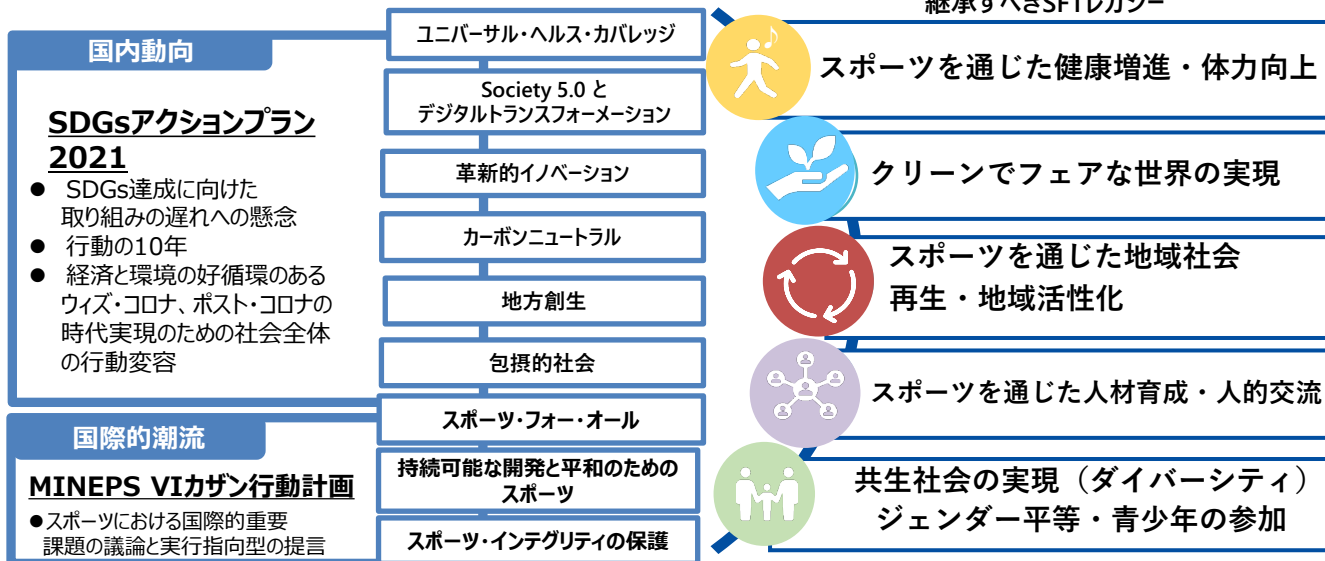 国内動向
SDGsアクションプラン
2021
● SDGs達成に向けた
取り組みの遅れへの懸念
● 行動の10年
● 経済と環境の好循環のある
ウィズ・コロナ、ポスト・コロナの
時代実現のための社会全体
の行動変容
国際的潮流
MINEPS VIカザン行動計画
●スポーツにおける国際的重要
課題の議論と実行指向型の提言
ユニバーサル・ヘルス・カバレッジ
Society 5.0 と
デジタルトランスフォーメーション
革新的イノベーション
カーボンニュートラル
地方創生
包摂的社会
スポーツ・フォー・オール
持続可能な開発と平和のための
スポーツ
スポーツ・インテグリティの保護
継承すべきSFTレガシー
スポーツを通じた健康増進・体力向上
クリーンでフェアな世界の実現
スポーツを通じた地域社会
再生・地域活性化
スポーツを通じた人材育成・人的交流
共生社会の実現（ダイバーシティ）
ジェンダー平等・青少年の参加